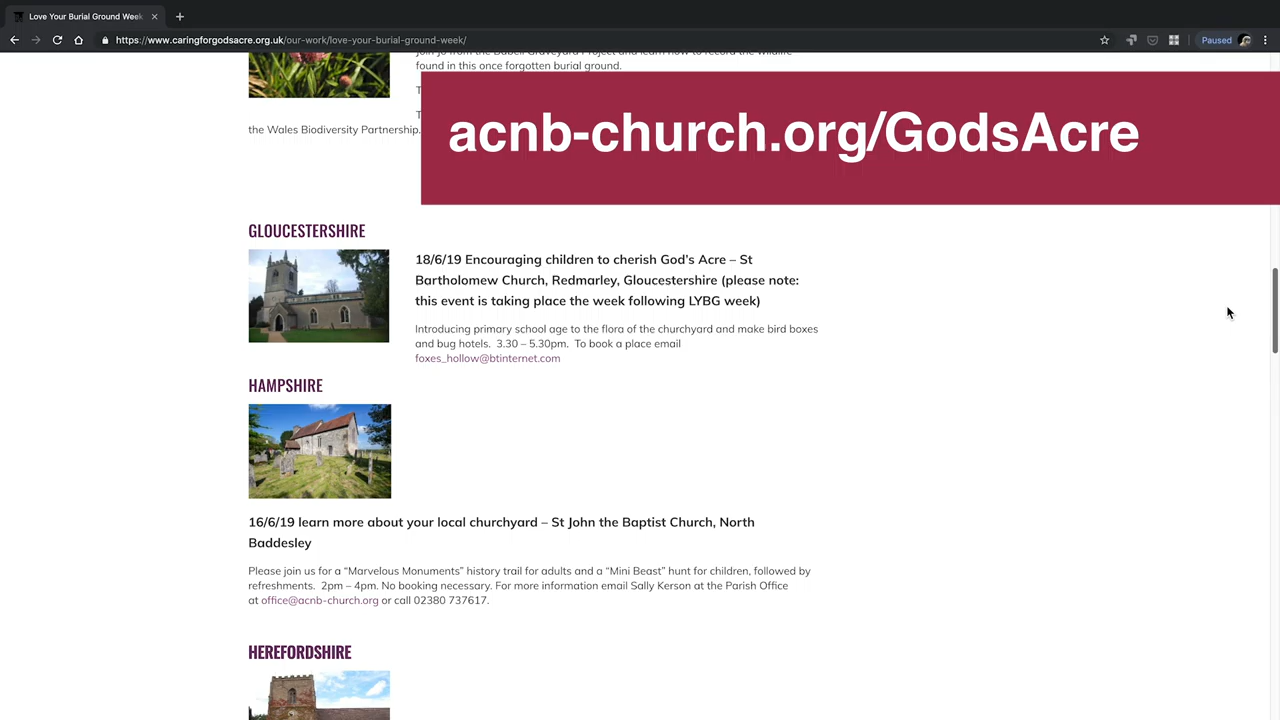 Love Your Burial Ground Week
https://www.caringforgodsacre.org.uk/our-work/love-your-burial-ground-week/
Paused
found in this once forgotten burial ground.
the Wales Biodiversity Partnership.
acnb-church.org/GodsAcre
GLOUCESTERSHIRE
18/6/19 Encouraging children to cherish God's Acre – St
Bartholomew Church, Redmarley, Gloucestershire (please note:
this event is taking place the week following LYBG week)
Introducing primary school age to the flora of the churchyard and make bird boxes
and bug hotels.  3.30 – 5.30pm.  To book a place email
foxes_hollow@btinternet.com
HAMPSHIRE
16/6/19 learn more about your local churchyard – St John the Baptist Church, North
Baddesley
Please join us for a “Marvelous Monuments” history trail for adults and a “Mini Beast” hunt for children, followed by
refreshments.  2pm – 4pm. No booking necessary. For more information email Sally Kerson at the Parish Office
at office@acnb-church.org or call 02380 737617.
HEREFORDSHIRE